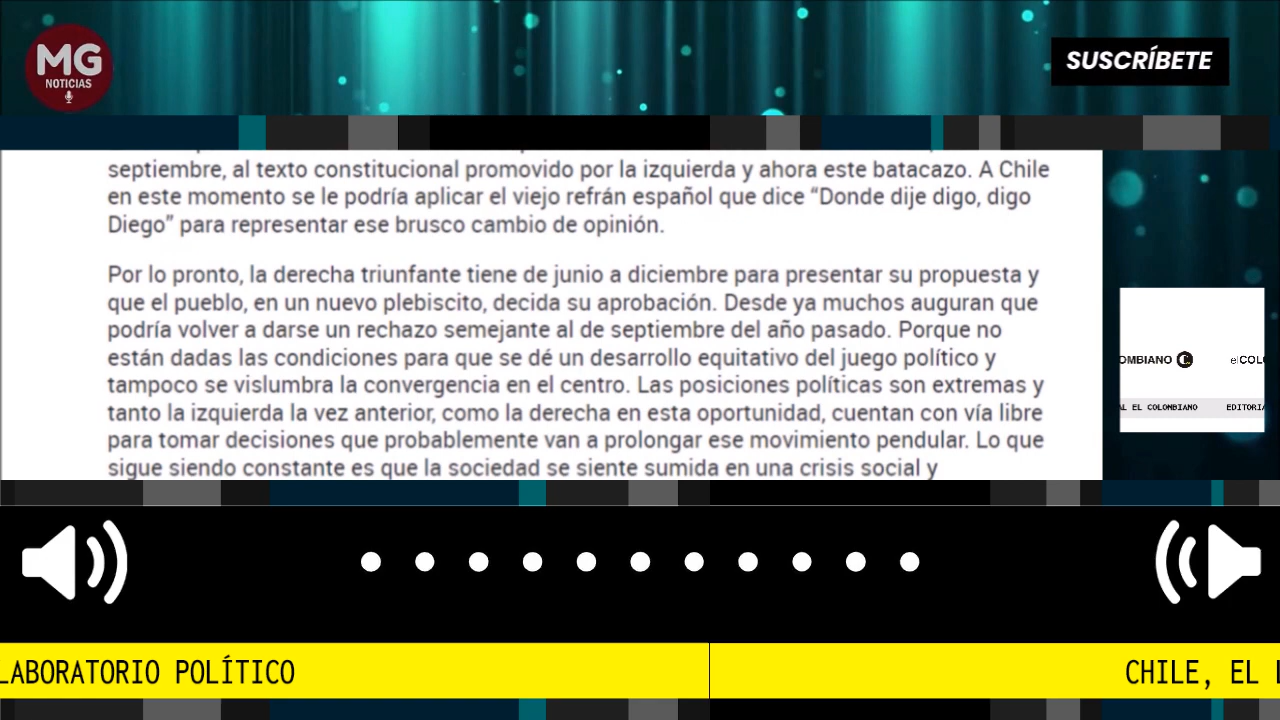 MG
NOTICIAS
SUSCRÍBETE
septiembre, al texto constitucional promovido por la izquierda y ahora este batacazo. A Chile
en este momento se le podría aplicar el viejo refrán español que dice “Donde dije digo, digo
Diego” para representar ese brusco cambio de opinión.
Por lo pronto, la derecha triunfante tiene de junio a diciembre para presentar su propuesta y
que el pueblo, en un nuevo plebiscito, decida su aprobación. Desde ya muchos auguran que
podría volver a darse un rechazo semejante al de septiembre del año pasado. Porque no
están dadas las condiciones para que se dé un desarrollo equitativo del juego político y
tampoco se vislumbra la convergencia en el centro. Las posiciones políticas son extremas y
tanto la izquierda la vez anterior, como la derecha en esta oportunidad, cuentan con vía libre
para tomar decisiones que probablemente van a prolongar ese movimiento pendular. Lo que
sigue siendo constante es que la sociedad se siente sumida en una crisis social y
OMBIANO C elCOLO
AL EL COLOMBIANO EDITORIA
LABORATORIO POLÍTICO CHILE, EL